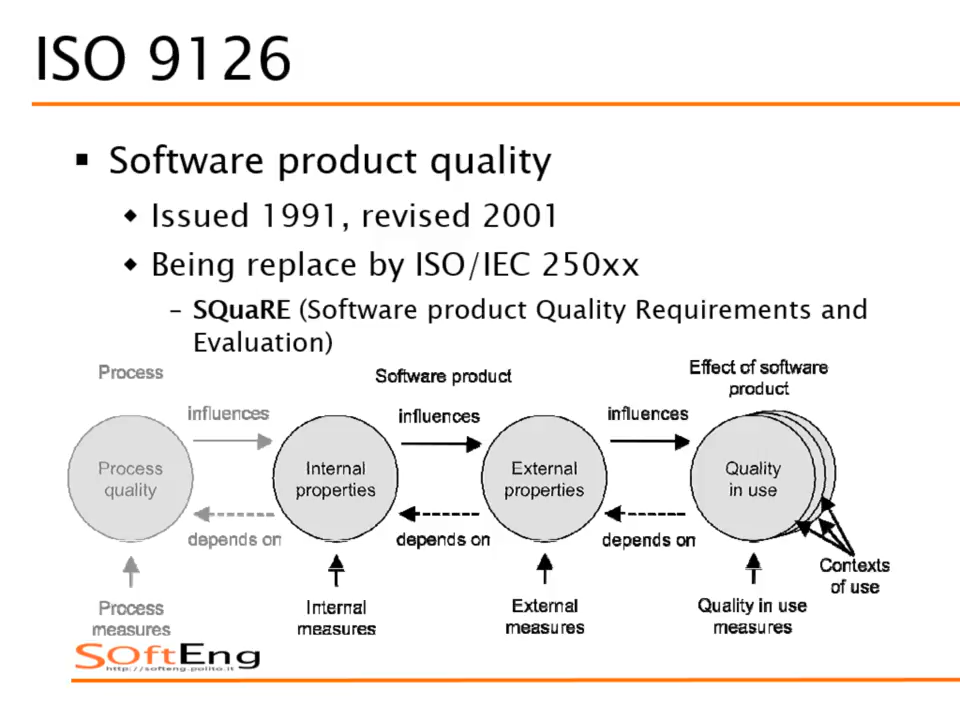 ISO 9126
Software product quality
Issued 1991, revised 2001
Being replace by ISO/IEC 250xx
– SQuaRE (Software product Quality Requirements and
Evaluation)
Process
Software product
Effect of software
product
influences
influences
influences
Process
quality
Internal
properties
External
properties
Quality
in use
depends on
depends on
depends on
Contexts
of use
Process
measures
Internal
measures
External
measures
Quality in use
measures
SOftEng
http://softeng.polito.it